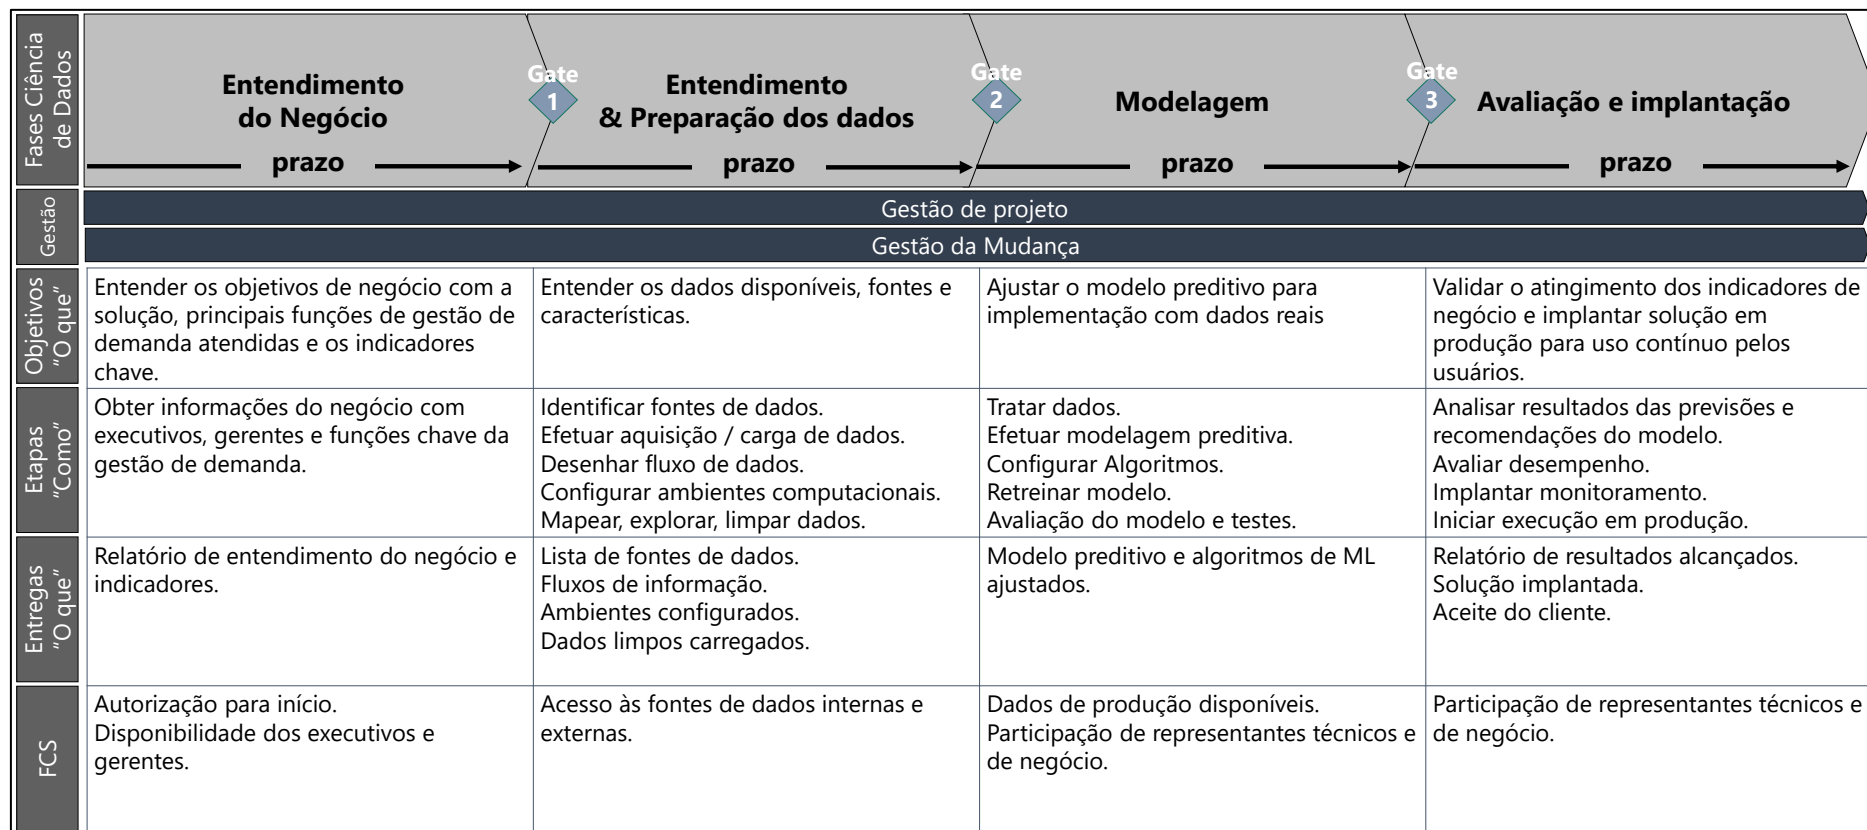 Fases Ciência
de Dados
Entendimento
do Negócio
prazo
Gate
1
Entendimento
& Preparação dos dados
prazo
Gate
2
Modelagem
prazo
Gate
3
Avaliação e implantação
prazo
Gestão
Gestão de projeto
Gestão da Mudança
Objetivos
"O que"
Entender os objetivos de negócio com a
solução, principais funções de gestão de
demanda atendidas e os indicadores
chave.
Entender os dados disponíveis, fontes e
características.
Ajustar o modelo preditivo para
implementação com dados reais
Validar o atingimento dos indicadores de
negócio e implantar solução em
produção para uso contínuo pelos
usuários.
Etapas
"Como"
Obter informações do negócio com
executivos, gerentes e funções chave da
gestão de demanda.
Identificar fontes de dados.
Efetuar aquisição / carga de dados.
Desenhar fluxo de dados.
Configurar ambientes computacionais.
Mapear, explorar, limpar dados.
Tratar dados.
Efetuar modelagem preditiva.
Configurar Algoritmos.
Retreinar modelo.
Avaliação do modelo e testes.
Analisar resultados das previsões e
recomendações do modelo.
Avaliar desempenho.
Implantar monitoramento.
Iniciar execução em produção.
Entregas
"O que"
Relatório de entendimento do negócio e
indicadores.
Lista de fontes de dados.
Fluxos de informação.
Ambientes configurados.
Dados limpos carregados.
Modelo preditivo e algoritmos de ML
ajustados.
Relatório de resultados alcançados.
Solução implantada.
Aceite do cliente.
FCS
Autorização para início.
Disponibilidade dos executivos e
gerentes.
Acesso às fontes de dados internas e
externas.
Dados de produção disponíveis.
Participação de representantes técnicos e
de negócio.
Participação de representantes técnicos e
de negócio.